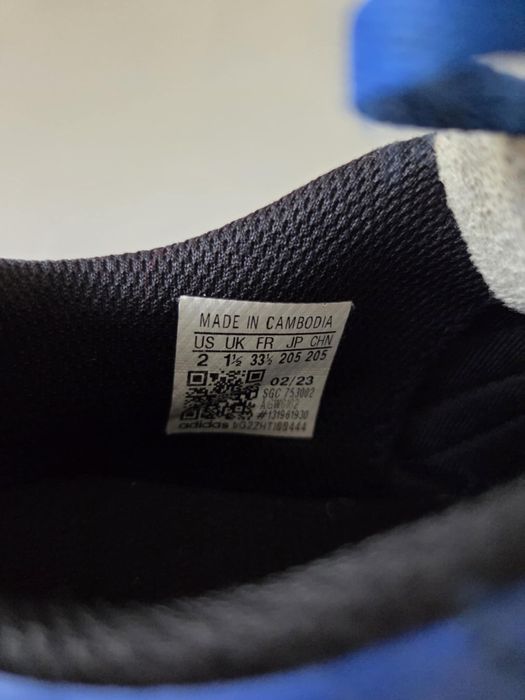 MADE IN CAMBODIA
US UK FR JP CHN
2 1½ 33½ 205 205
02/23
SGC 753002
#131961930
adidas